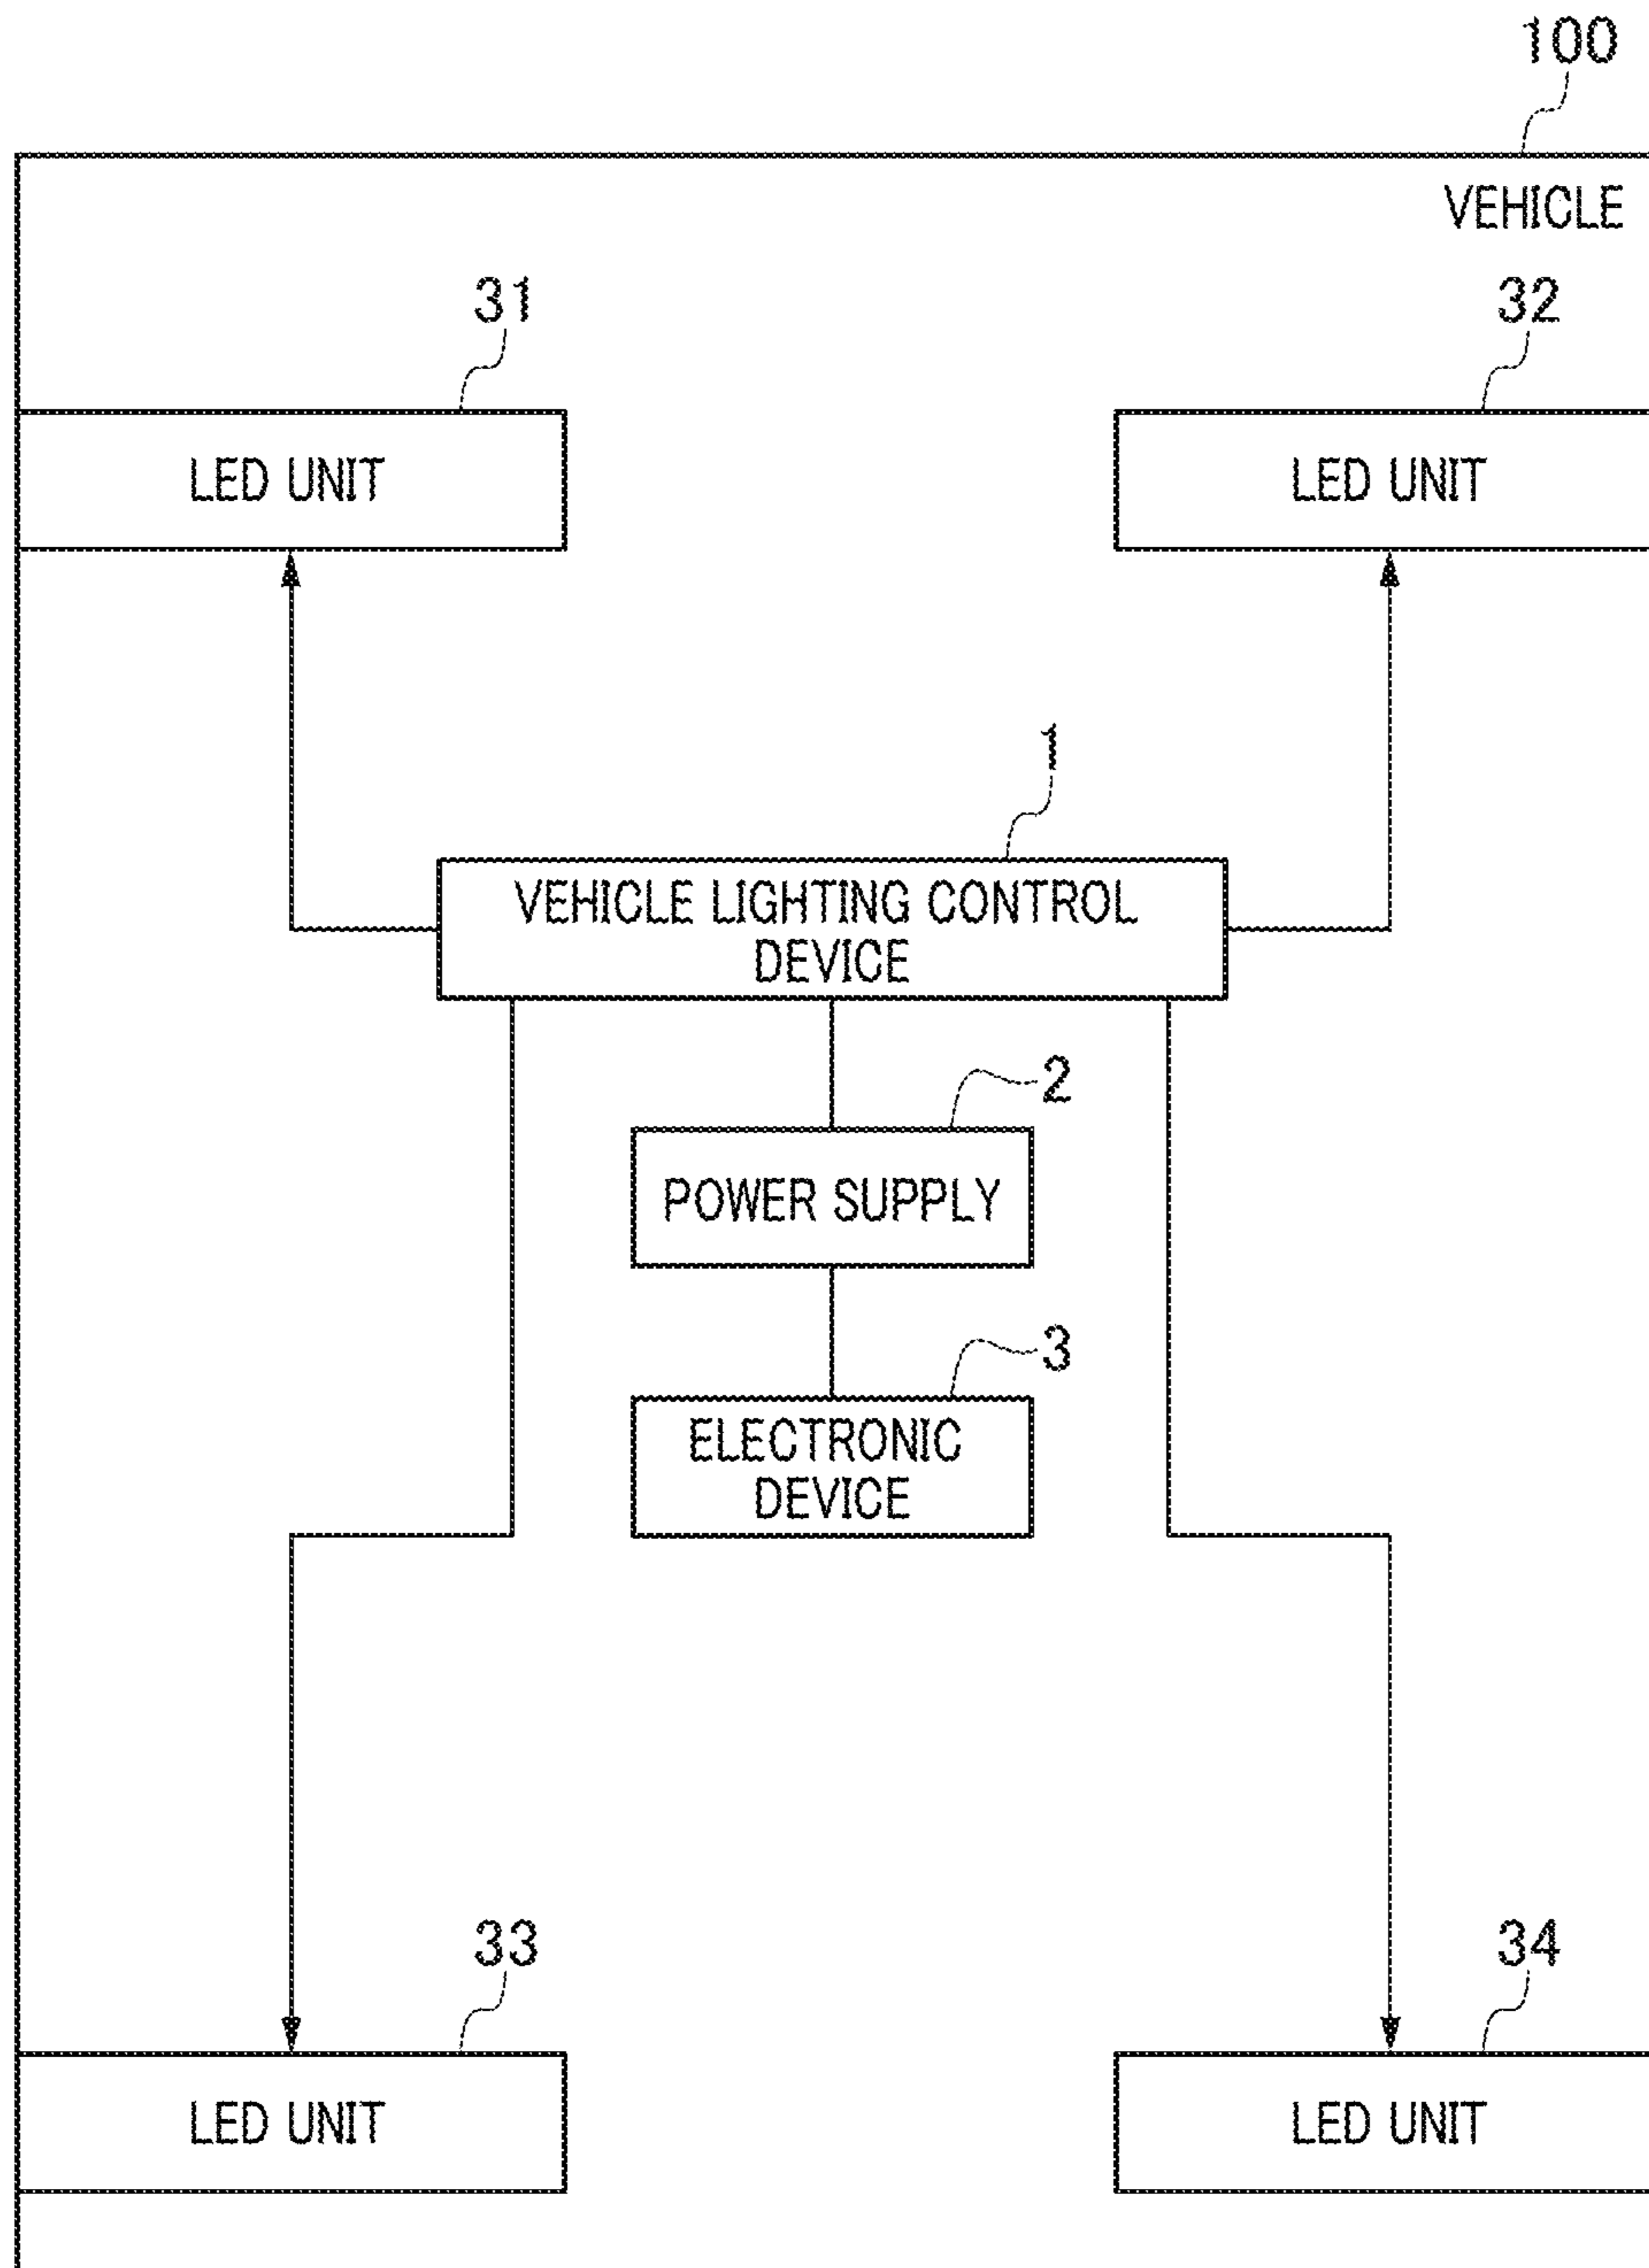 100
VEHICLE
31
32
LED UNIT
LED UNIT
1
VEHICLE LIGHTING CONTROL
DEVICE
2
POWER SUPPLY
3
ELECTRONIC
DEVICE
33
34
LED UNIT
LED UNIT